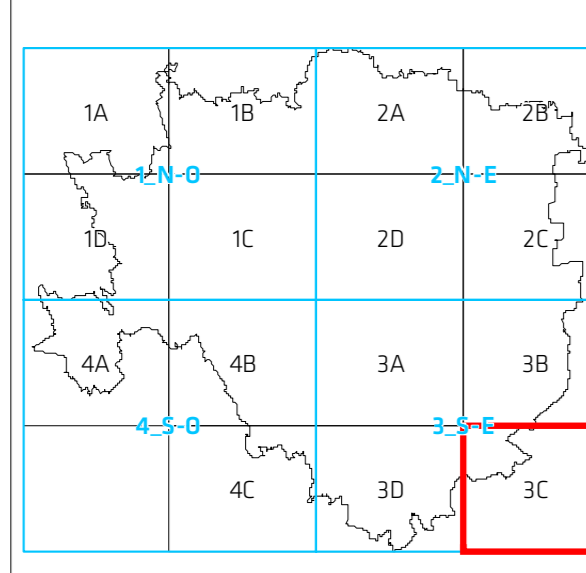 1A 1B 2A 2B
1_N-O 2_N-E
1D 1C 2D 2C
4A 4B 3A 3B
4_S-O 3_S-E
4C 3D 3C